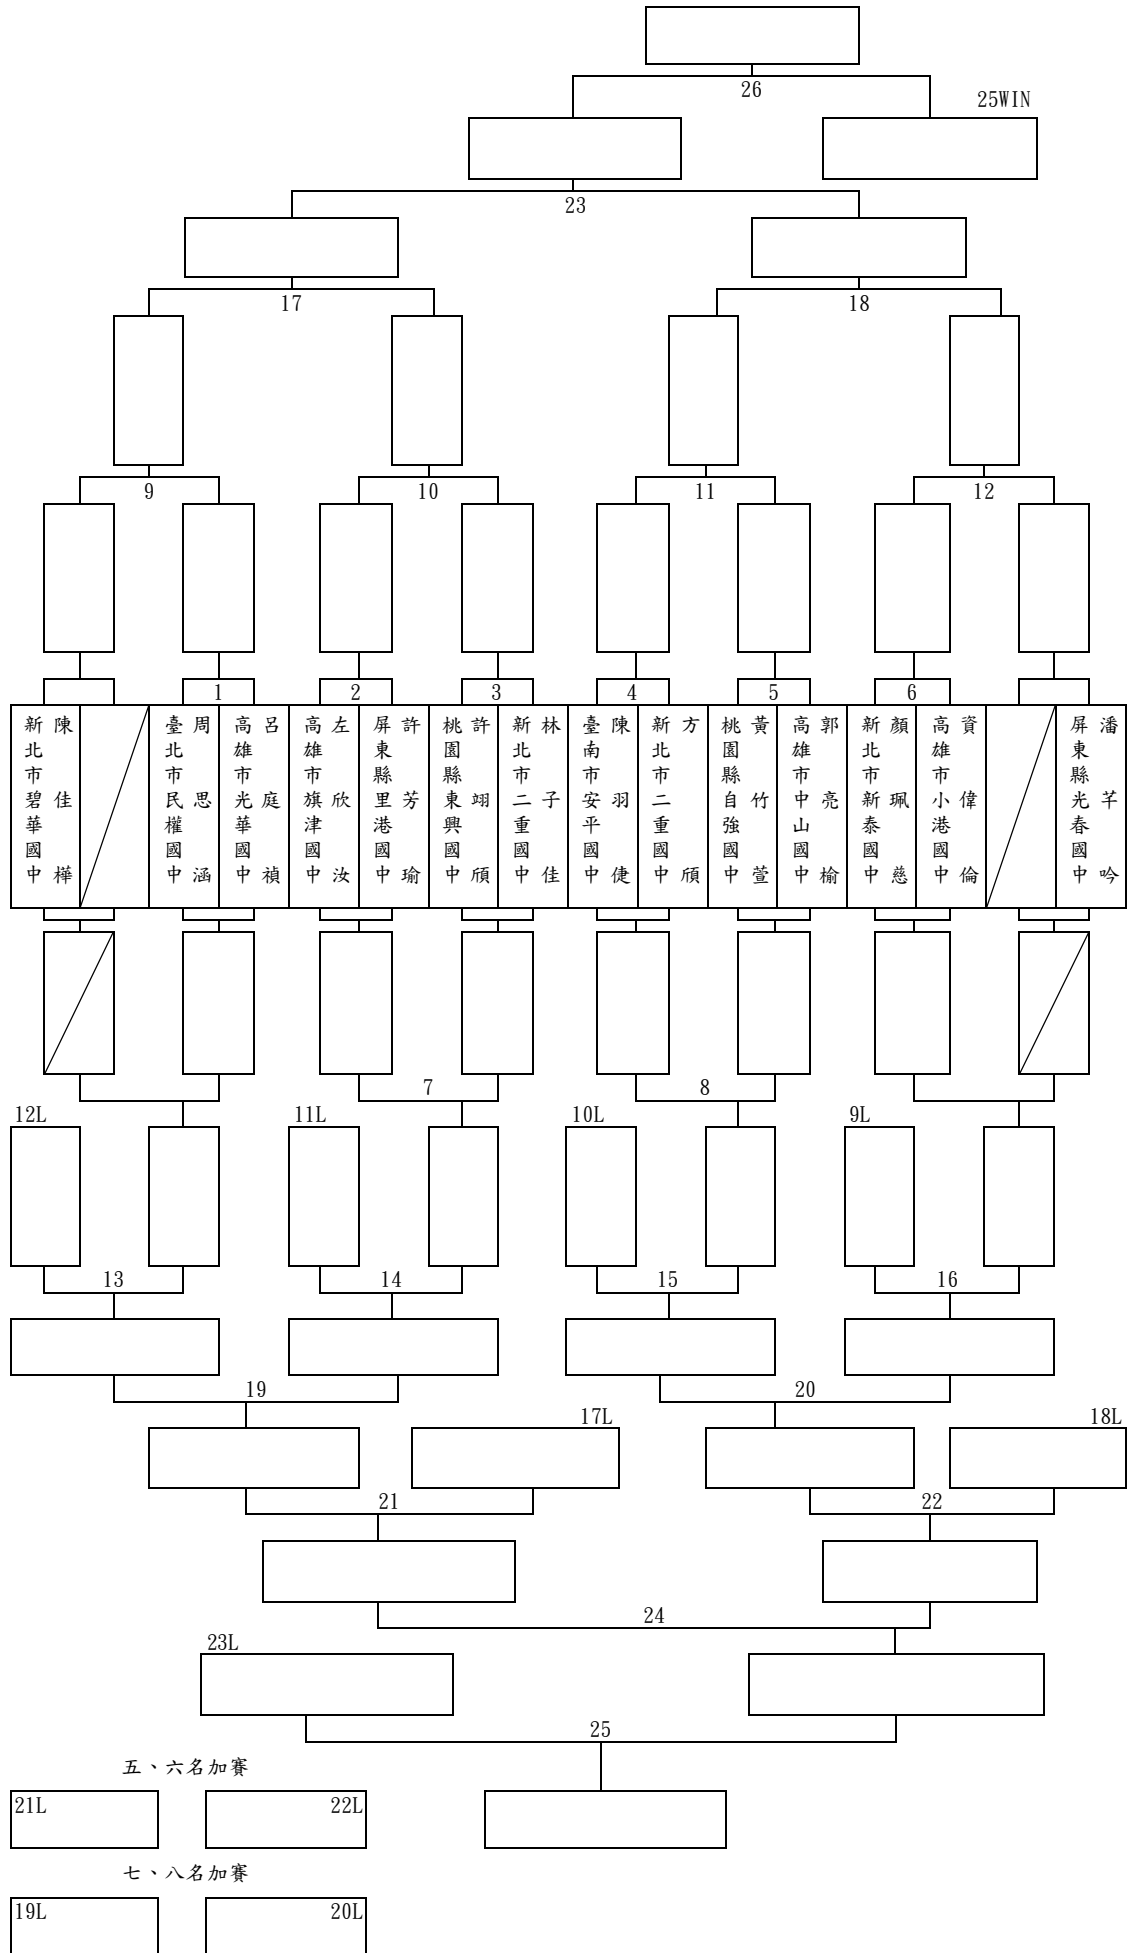 26
25WIN
23
17
18
9
10
11
12
1
2
3
4
5
6
新北市碧華國中
陳佳樺
臺北市民權國中
周思涵
高雄市光華國中
呂庭禎
高雄市旗津國中
左欣汝
屏東縣里港國中
許芳瑜
桃園縣東興國中
許翊頎
新北市二重國中
林子佳
臺南市安平國中
陳羽倢
新北市二重國中
方頎
桃園縣自強國中
黃竹萱
高雄市中山國中
郭亮榆
新北市新泰國中
顏珮慈
高雄市小港國中
資偉倫
屏東縣光春國中
潘芊吟
7
8
12L
11L
10L
9L
13
14
15
16
19
20
17L
18L
21
22
24
23L
25
五、六名加賽
21L
22L
七、八名加賽
19L
20L